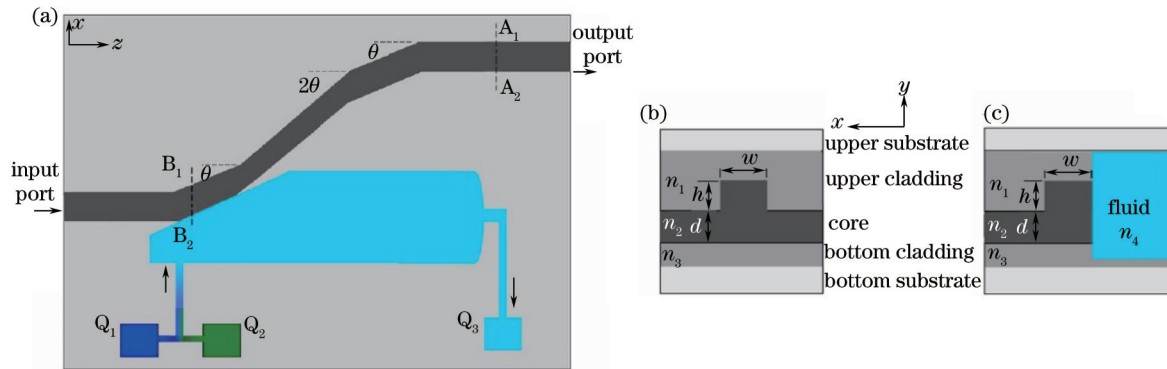 (a)
x
z
θ
A₁
output
port
2θ
A₂
B₁
θ
input
port
B₂
Q₁
Q₂
Q₃
(b)
x
y
(c)
upper substrate
w
w
n₁
h
upper cladding
n₁
h
fluid
n₂
d
core
n₂
d
n₄
n₃
bottom cladding
n₃
bottom substrate